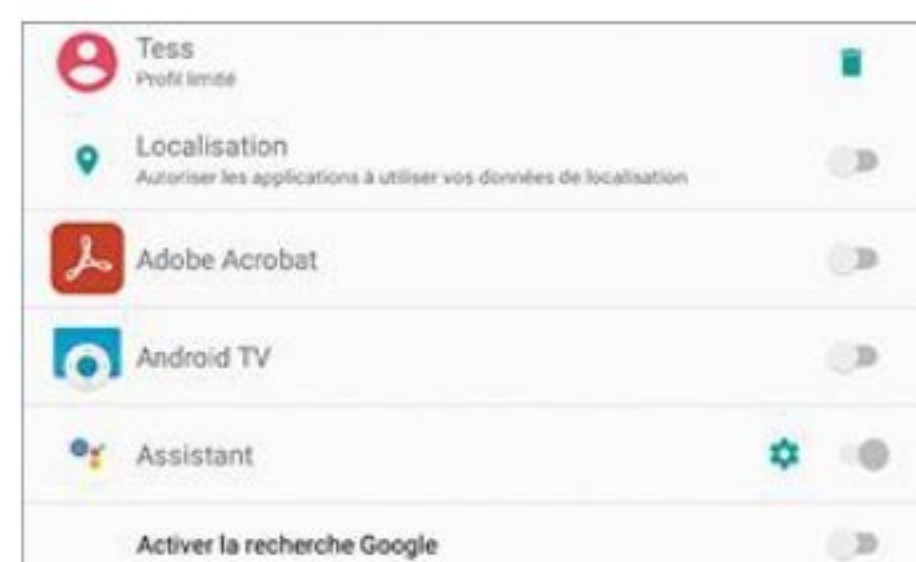 Tess
Profil limité
Localisation
Autoriser les applications à utiliser vos données de localisation
Adobe Acrobat
Android TV
Assistant
Activer la recherche Google